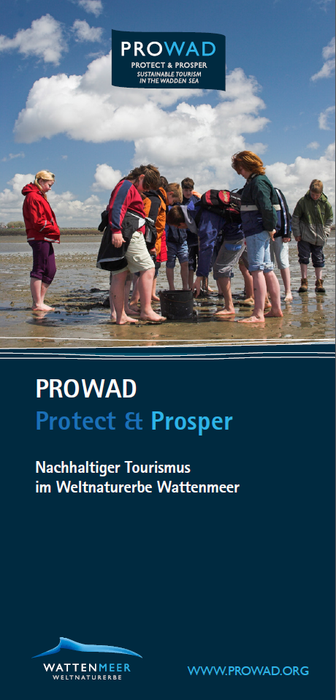 PROWAD
PROTECT & PROSPER
SUSTAINABLE TOURISM
IN THE WADDEN SEA
PROWAD
Protect & Prosper
Nachhaltiger Tourismus
im Weltnaturerbe Wattenmeer
WATTENMEER
WELTNATURERBE
WWW.PROWAD.ORG